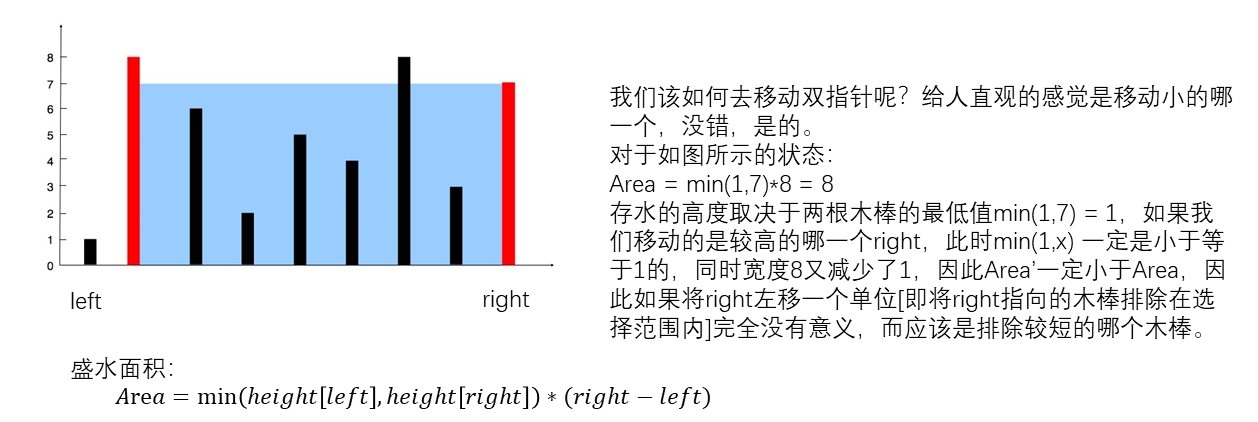 8
7
6
5
4
3
2
1
0
left
right
我们该如何去移动双指针呢？给人直观的感觉是移动小的哪
一个，没错，是的。
对于如图所示的状态：
Area = min(1,7)*8 = 8
存水的高度取决于两根木棒的最低值min(1,7) = 1，如果我
们移动的是较高的哪一个right，此时min(1,x) 一定是小于等
于1的，同时宽度8又减少了1，因此Area’一定小于Area，因
此如果将right左移一个单位[即将right指向的木棒排除在选
择范围内]完全没有意义，而应该是排除较短的哪个木棒。
盛水面积：
Area = min(height[left], height[right]) * (right − left)